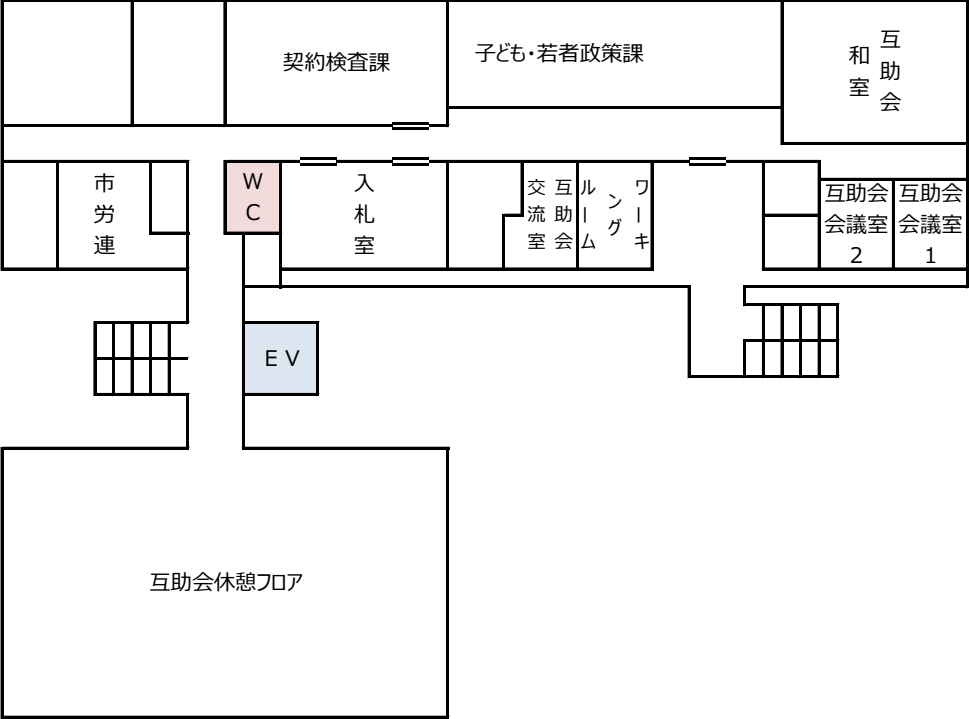 契約検査課
子ども・若者政策課
互助会
和室
市労連
WC
入札室
互助会
交流室
ワーキ
ング
ルーム
互助会
会議室
2
互助会
会議室
1
EV
互助会休憩フロア